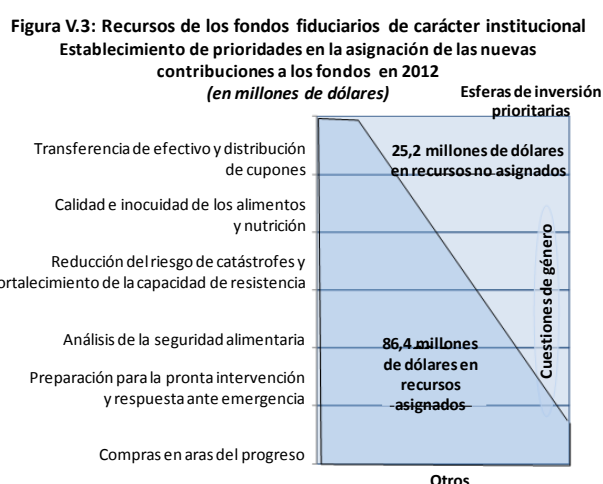 Figura V.3: Recursos de los fondos fiduciarios de carácter institucional
Establecimiento de prioridades en la asignación de las nuevas
contribuciones a los fondos en 2012
(en millones de dólares)
Esferas de inversión
prioritarias
Transferencia de efectivo y distribución
de cupones
25,2 millones de dólares
en recursos no asignados
Calidad e inocuidad de los alimentos
y nutrición
Reducción del riesgo de catástrofes y
ortalecimiento de la capacidad de resistencia
Cuestiones de género
Análisis de la seguridad alimentaria
86,4 millones
de dólares en
recursos
asignados
Preparación para la pronta intervención
y respuesta ante emergencia
Compras en aras del progreso
Otros